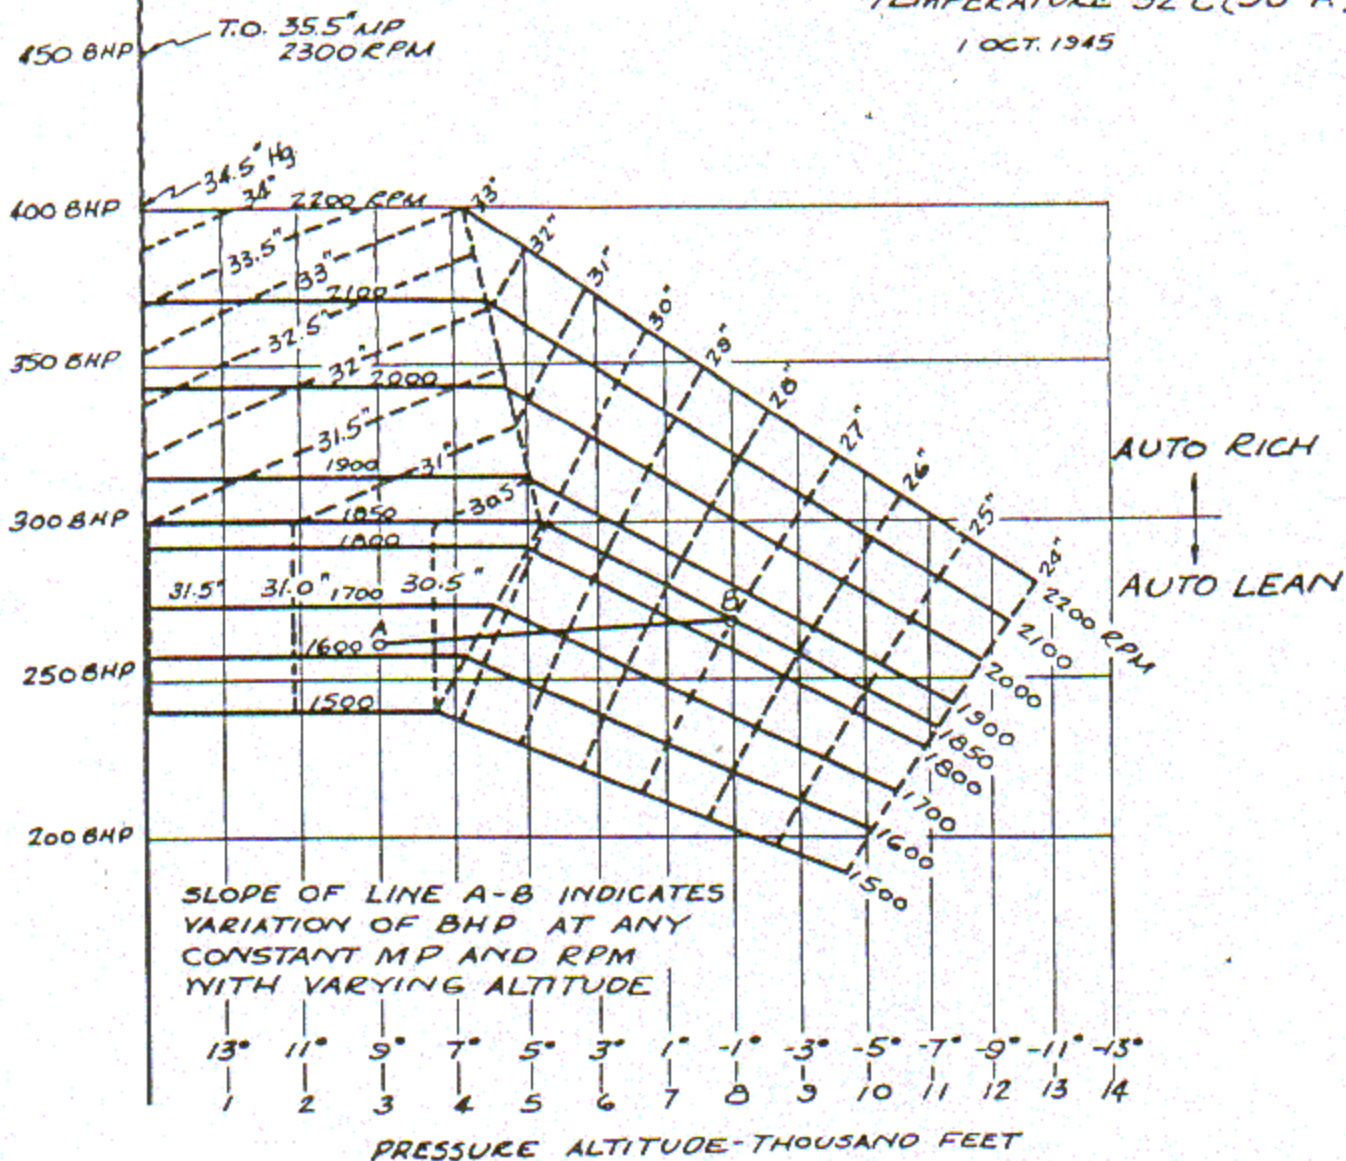 TEMPERATURE 32°C (90°F)
1 OCT. 1945
T.O. 35.5" MP
2300 RPM
450 BHP
34.5" Hg
34"
2200 RPM
400 BHP
33"
32"
33.5"
33"
31"
2100
30"
32.5"
29"
350 BHP
32"
28"
2000
31.5"
27"
AUTO RICH
1900
31"
26"
30.5
25"
300 BHP
1850
1800
24"
AUTO LEAN
31.5"
31.0"
1700
30.5"
2200 RPM
B
A
1600
2100
250 BHP
2000
1500
1900
1850
1800
1700
200 BHP
1600
1500
SLOPE OF LINE A-B INDICATES
VARIATION OF BHP AT ANY
CONSTANT MP AND RPM
WITH VARYING ALTITUDE
13° 11° 9° 7° 5° 3° 1° -1° -3° -5° -7° -9° -11° -13°
1 2 3 4 5 6 7 8 9 10 11 12 13 14
PRESSURE ALTITUDE-THOUSAND FEET